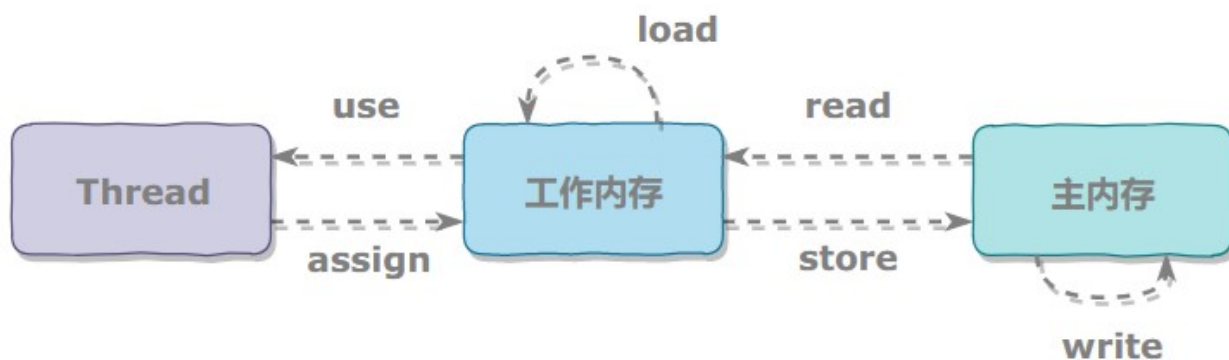 load
use
read
Thread
工作内存
主内存
assign
store
write